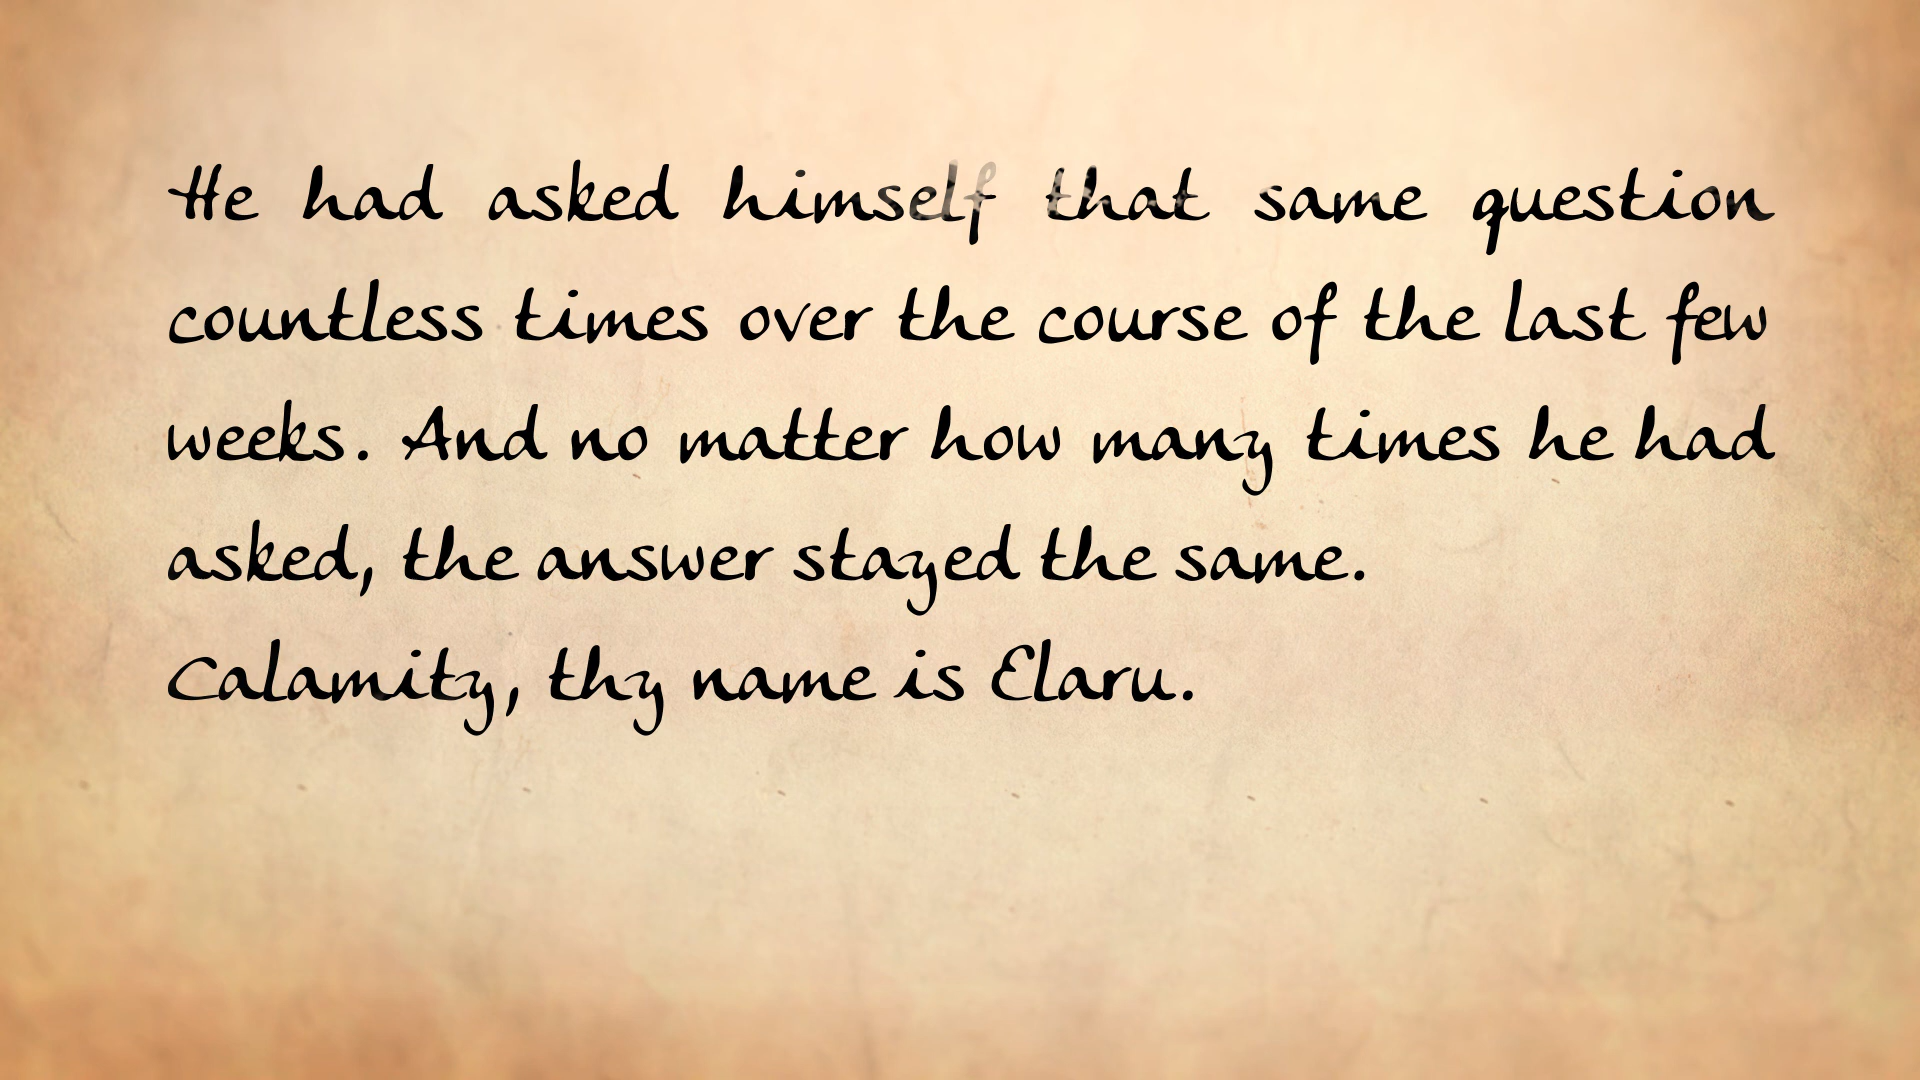 He had asked himself that same question
countless times over the course of the last few
weeks. And no matter how many times he had
asked, the answer stayed the same.
Calamity, thy name is Elaru.